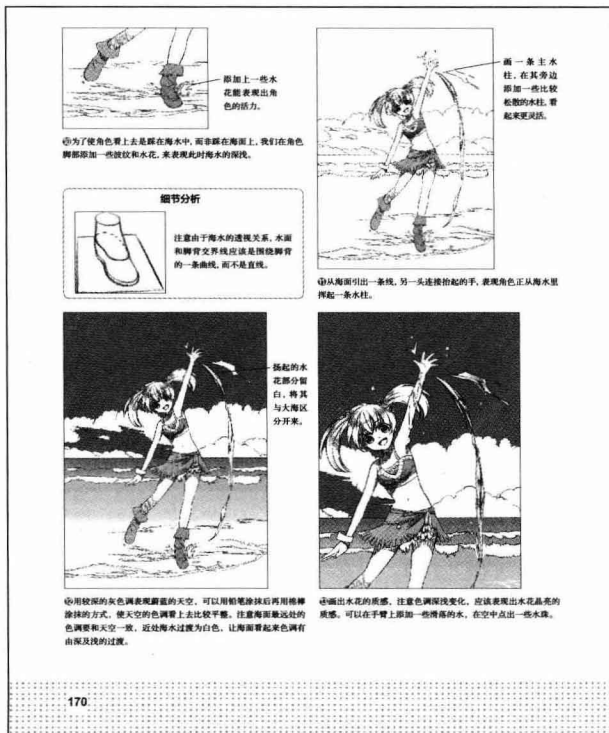 添加上一些水
花能表现出角
色的活力。
为了使角色看上去是踩在海水中，而非踩在海面上，我们在角色
脚部添加一些波纹和水花，来表现此时海水的深浅。
细节分析
注意由于海水的透视关系，水面
和脚背交界线应该是围绕脚背
的一条曲线，而不是直线。
画一条主水
柱，在其旁边
添加一些比较
松散的水柱，看
起来更灵活。
从海面引出一条线，另一头连接抬起的手，表现角色正从海水里
挥起一条水柱。
扬起的水
花部分留
白，将其
与大海区
分开来。
用较深的灰色调表现蔚蓝的天空，可以用铅笔涂抹后再用棉棒
涂抹的方式，使天空的色调看上去比较平整。注意海面最远处的
色调要和天空一致，近处海水过渡为白色，让海面看起来色调有
由深及浅的过渡。
画出水花的质感，注意色调深浅变化，应该表现出水花晶亮的
质感。可以在手臂上添加一些滑落的水，在空中点出一些水珠。
170